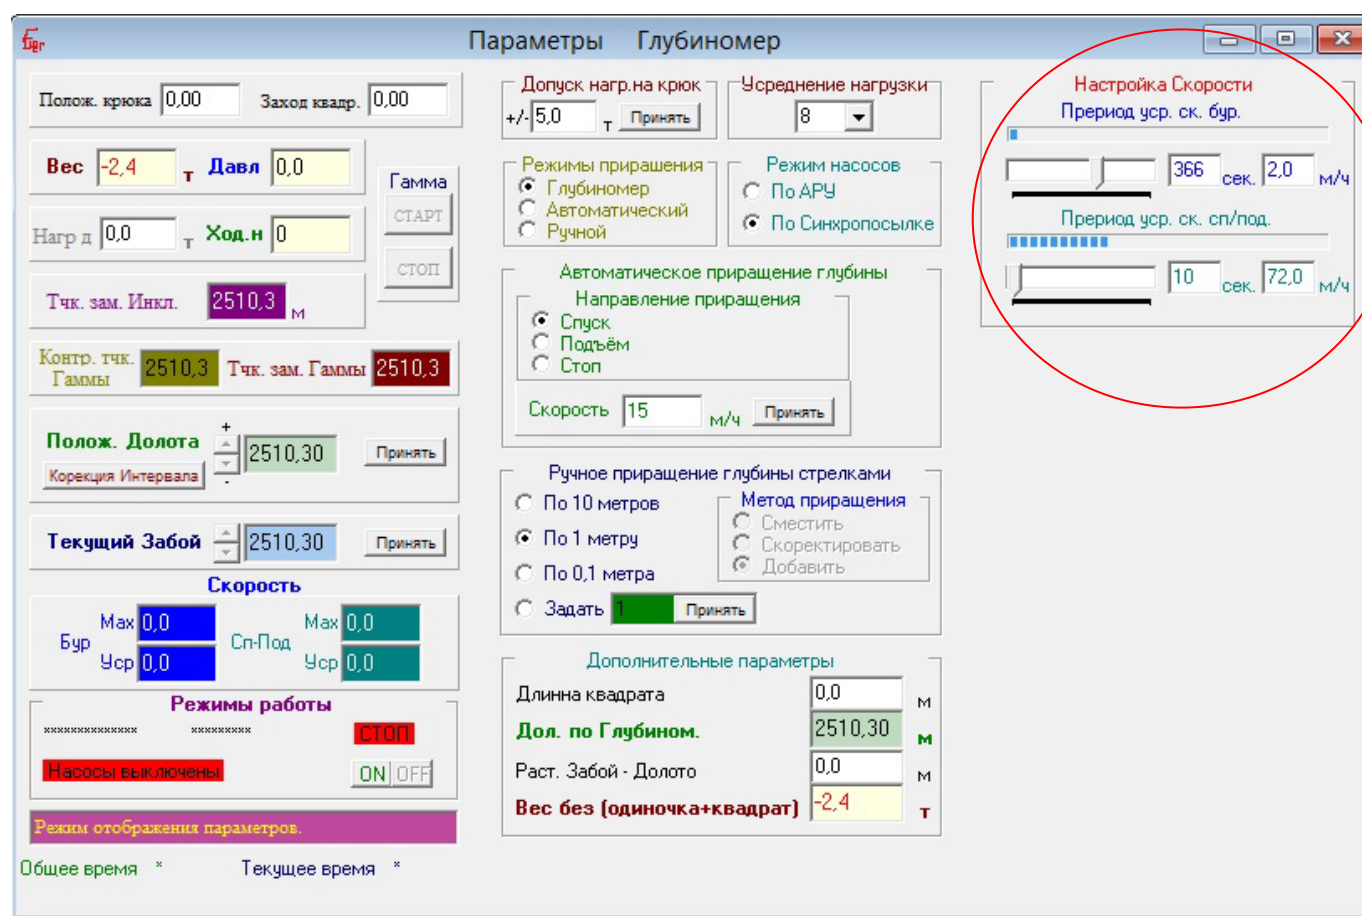 Параметры Глубиномер
Полож. крюка 0,00 Заход квадр. 0,00
Вес -2,4 т Давл 0,0
Нагр д 0,0 т Ход.н 0
Гамма
СТАРТ
СТОП
Тчк. зам. Инкл. 2510,3 м
Контр. тчк. Гаммы 2510,3 Тчк. зам. Гаммы 2510,3
Полож. Долота + - 2510,30 Принять
Корекция Интервала
Текущий Забой 2510,30 Принять
Скорость
Бур Мах 0,0 Сп-Под Мах 0,0
Уср 0,0 Уср 0,0
Режимы работы
************** ********* СТОП
Насосы выключены ON OFF
Режим отображения параметров.
Общее время * Текущее время *
Допуск нагр.на крюк
+/- 5,0 т Принять
Усреднение нагрузки
8
Режимы приращения
Глубиномер
Автоматический
Ручной
Режим насосов
По АРУ
По Синхропосылке
Автоматическое приращение глубины
Направление приращения
Спуск
Подъём
Стоп
Скорость 15 м/ч Принять
Ручное приращение глубины стрелками
По 10 метров
По 1 метру
По 0,1 метра
Задать 1 Принять
Метод приращения
Сместить
Скоректировать
Добавить
Дополнительные параметры
Длинна квадрата 0,0 м
Дол. по Глубином. 2510,30 м
Раст. Забой - Долото 0,0 м
Вес без (одиночка+квадрат) -2,4 т
Настройка Скорости
Прериод уср. ск. бур.
366 сек. 2,0 м/ч
Прериод уср. ск. сп/под.
10 сек. 72,0 м/ч